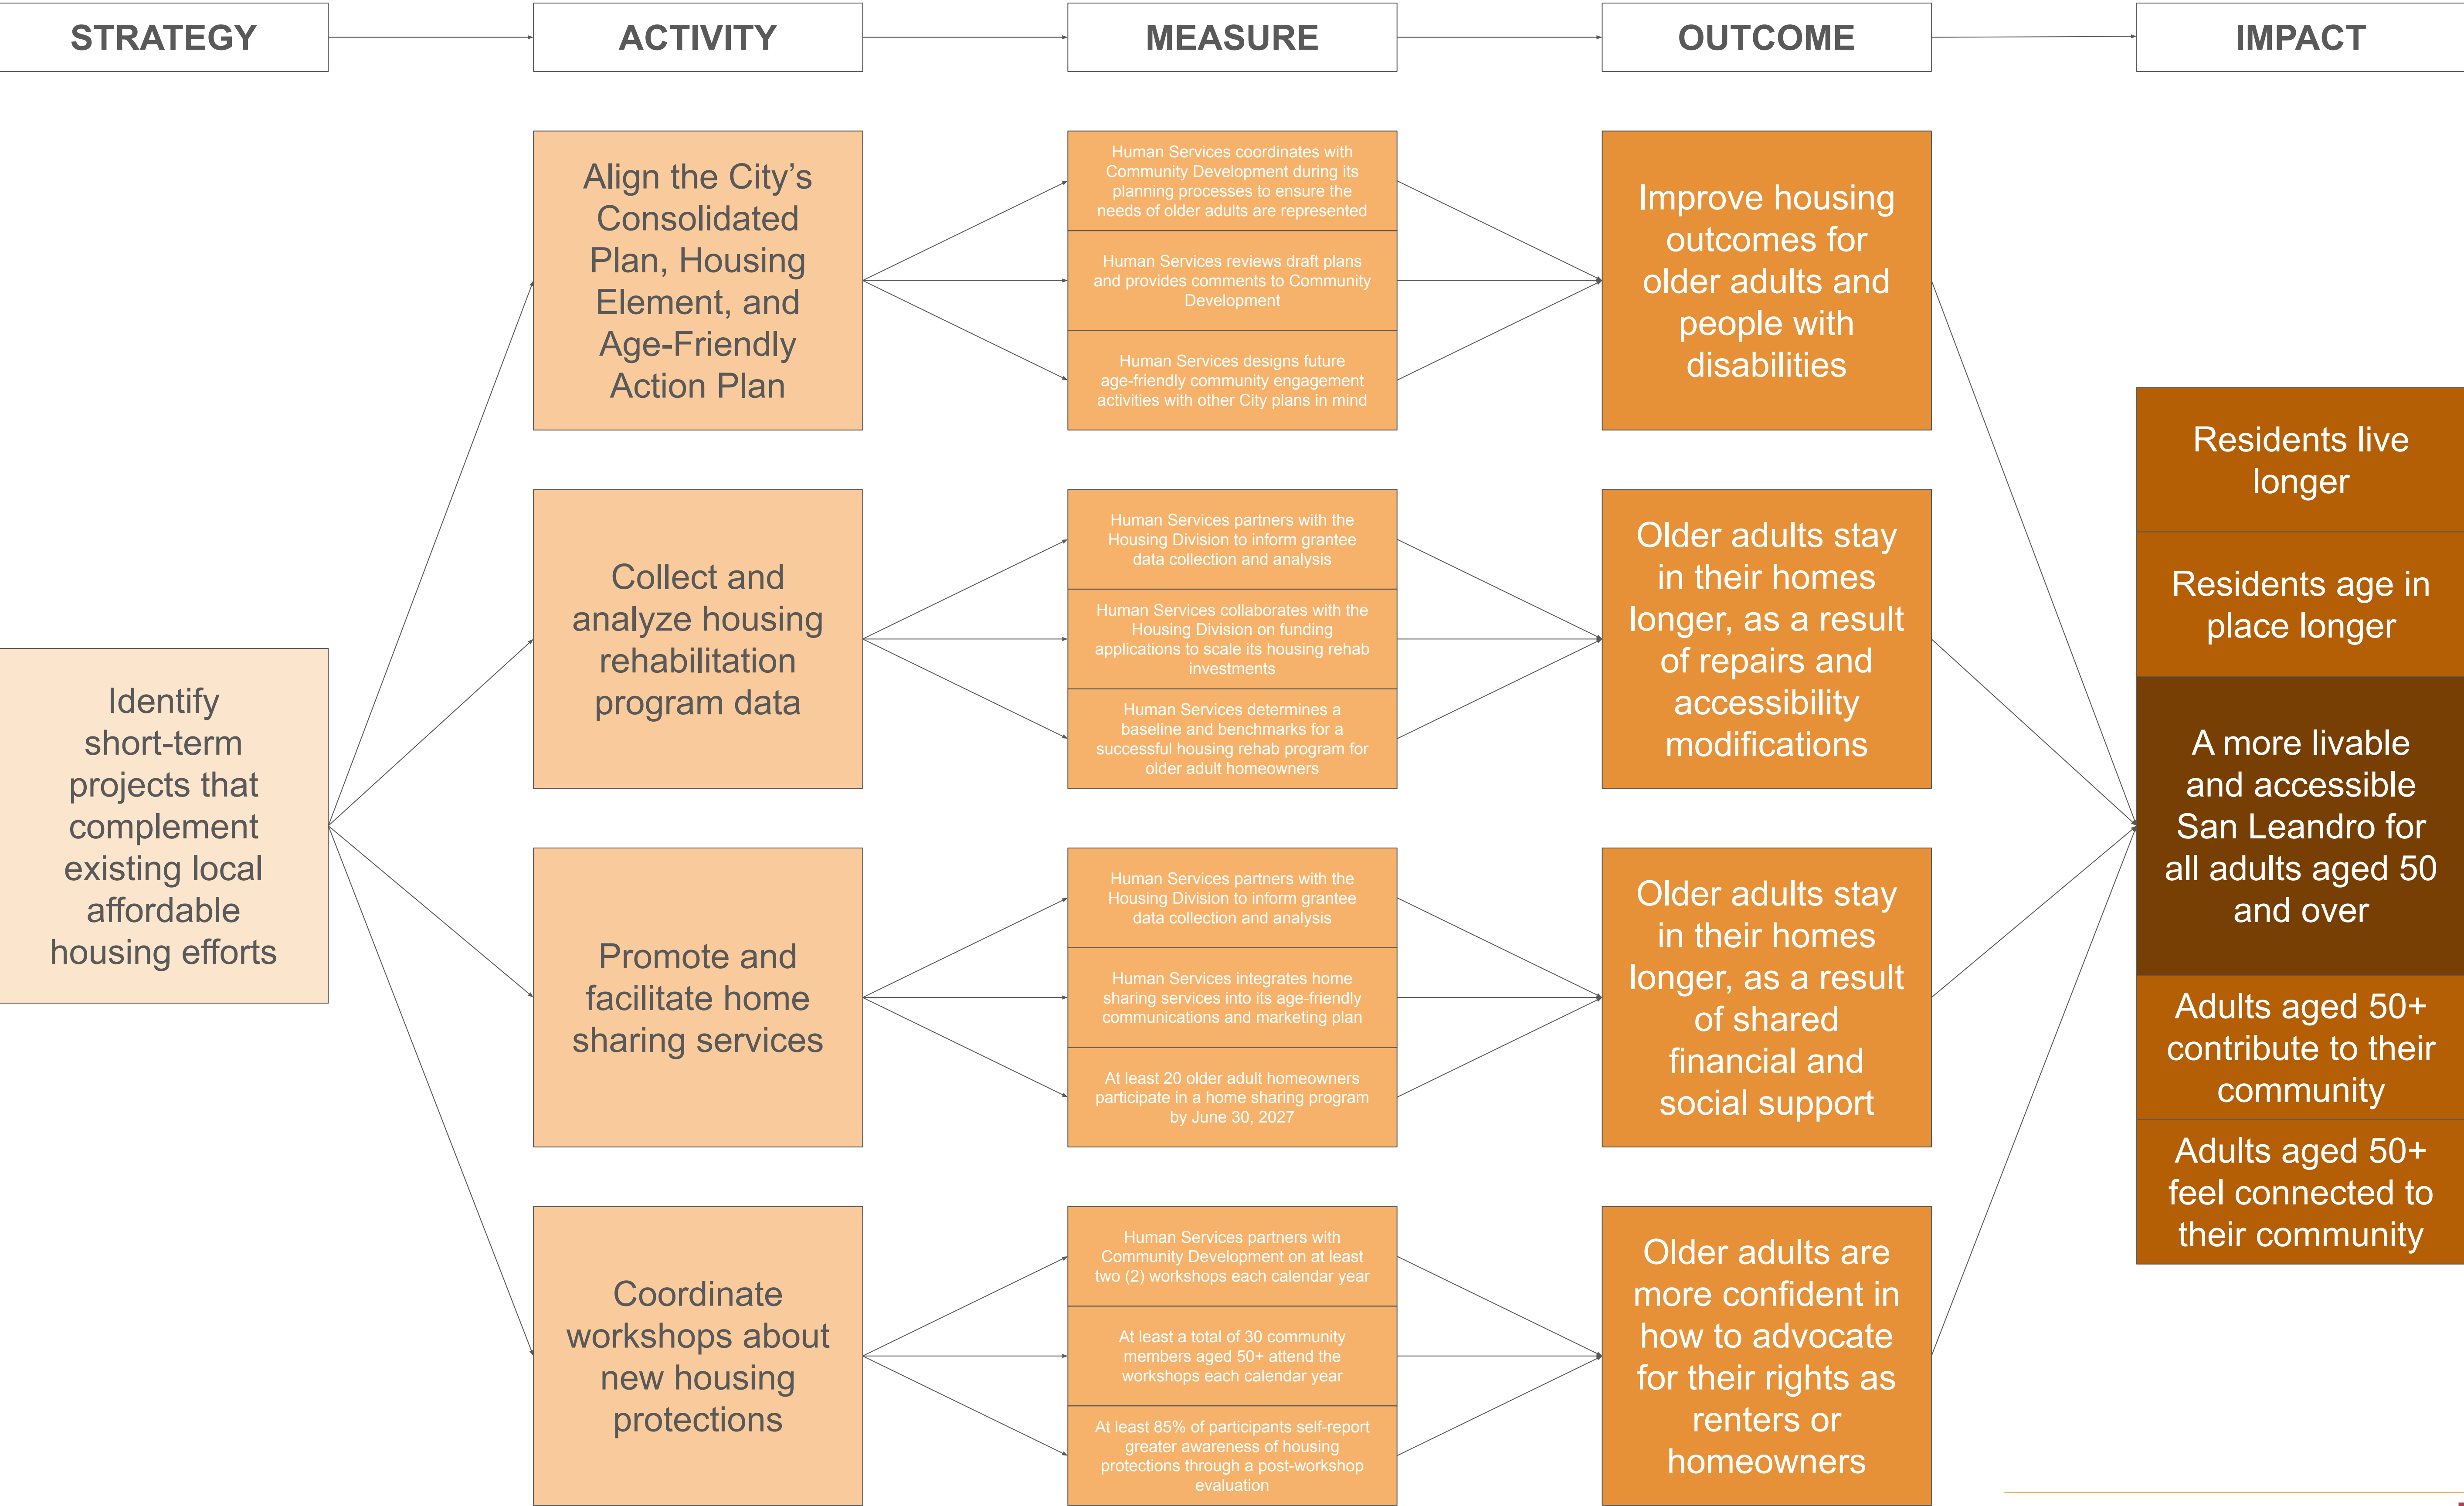 STRATEGY
ACTIVITY
MEASURE
OUTCOME
IMPACT
Identify
short-term
projects that
complement
existing local
affordable
housing efforts
Align the City’s
Consolidated
Plan, Housing
Element, and
Age-Friendly
Action Plan
Human Services coordinates with
Community Development during its
planning processes to ensure the
needs of older adults are represented
Human Services reviews draft plans
and provides comments to Community
Development
Human Services designs future
age-friendly community engagement
activities with other City plans in mind
Improve housing
outcomes for
older adults and
people with
disabilities
Collect and
analyze housing
rehabilitation
program data
Human Services partners with the
Housing Division to inform grantee
data collection and analysis
Human Services collaborates with the
Housing Division on funding
applications to scale its housing rehab
investments
Human Services determines a
baseline and benchmarks for a
successful housing rehab program for
older adult homeowners
Older adults stay
in their homes
longer, as a result
of repairs and
accessibility
modifications
Promote and
facilitate home
sharing services
Human Services partners with the
Housing Division to inform grantee
data collection and analysis
Human Services integrates home
sharing services into its age-friendly
communications and marketing plan
At least 20 older adult homeowners
participate in a home sharing program
by June 30, 2027
Older adults stay
in their homes
longer, as a result
of shared
financial and
social support
Coordinate
workshops about
new housing
protections
Human Services partners with
Community Development on at least
two (2) workshops each calendar year
At least a total of 30 community
members aged 50+ attend the
workshops each calendar year
At least 85% of participants self-report
greater awareness of housing
protections through a post-workshop
evaluation
Older adults are
more confident in
how to advocate
for their rights as
renters or
homeowners
Residents live
longer
Residents age in
place longer
A more livable
and accessible
San Leandro for
all adults aged 50
and over
Adults aged 50+
contribute to their
community
Adults aged 50+
feel connected to
their community